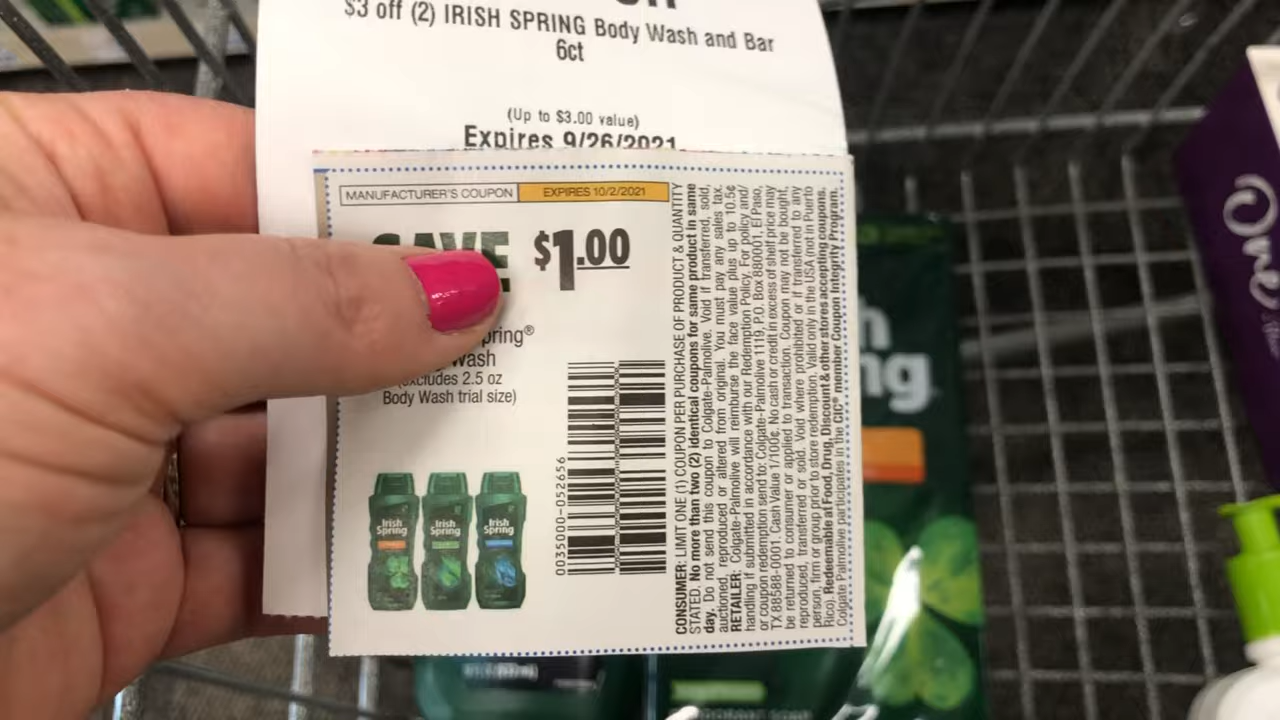 $3 off (2) IRISH SPRING Body Wash and Bar
6ct
(Up to $3.00 value)
Expires 9/26/2021
MANUFACTURER'S COUPON
EXPIRES 10/2/2021
SAVE $1.00
pring®
Wash
(excludes 2.5 oz
Body Wash trial size)
Irish
Spring
Irish
Spring
Irish
Spring
0035000-052656
CONSUMER: LIMIT ONE (1) COUPON PER PURCHASE OF PRODUCT & QUANTITY
STATED. No more than two (2) identical coupons for same product in same
day. Do not send this coupon to Colgate-Palmolive. Void if transferred, sold,
auctioned, reproduced or altered from original. You must pay any sales tax.
RETAILER: Colgate-Palmolive will reimburse the face value plus up to 10.5¢
handling if submitted in accordance with our Redemption Policy. For policy and/
or coupon redemption send to: Colgate-Palmolive 1119, P.O. Box 880001, El Paso,
TX 88588-0001. Cash Value 1/100¢. No cash or credit in excess of shelf price may
be returned to consumer or applied to transaction. Coupon may not be bought,
reproduced, transferred or sold. Void where prohibited or if transferred to any
person, firm or group prior to store redemption. Valid only in the USA (not in Puerto
Rico). Redeemable at Food, Drug, Discount & other stores accepting coupons.
Colgate Palmolive participates in the CIC® member Coupon Integrity Program.
h
ng
One